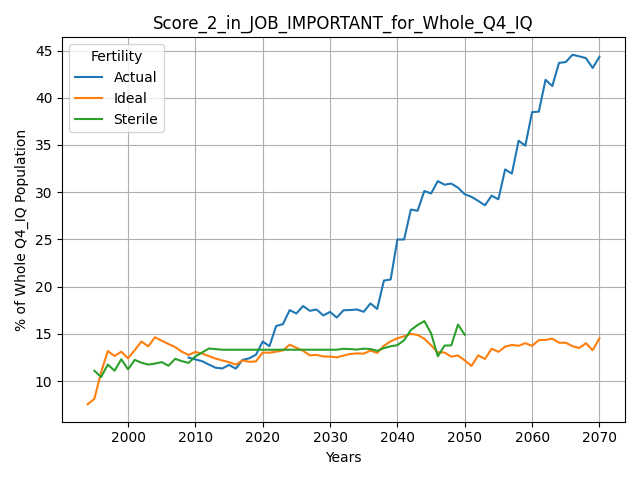 Score_2_in_JOB_IMPORTANT_for_Whole_Q4_IQ
Fertility
Actual
Ideal
Sterile
% of Whole Q4_IQ Population
45
40
35
30
25
20
15
10
2000 2010 2020 2030 2040 2050 2060 2070
Years